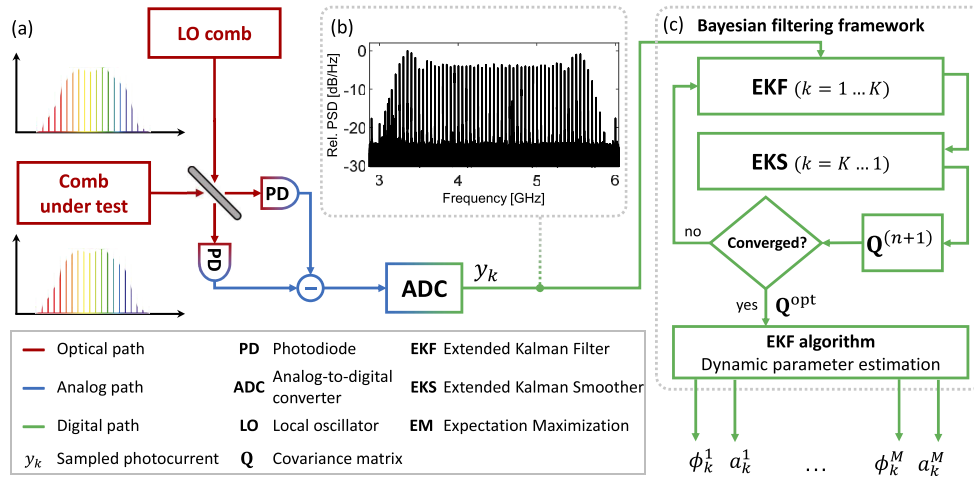 (a)
LO comb
Comb
under test
PD
PD
−
ADC
y_k
(b)
Rel. PSD [dB/Hz]
0
-10
-20
-30
3
4
5
6
Frequency [GHz]
(c)
Bayesian filtering framework
EKF (k = 1 … K)
EKS (k = K … 1)
no
Converged?
Q^(n+1)
yes
Q^opt
EKF algorithm
Dynamic parameter estimation
ϕ_k^1 a_k^1 … ϕ_k^M a_k^M
Optical path
Analog path
Digital path
y_k Sampled photocurrent
PD Photodiode
ADC Analog-to-digital
converter
LO Local oscillator
Q Covariance matrix
EKF Extended Kalman Filter
EKS Extended Kalman Smoother
EM Expectation Maximization